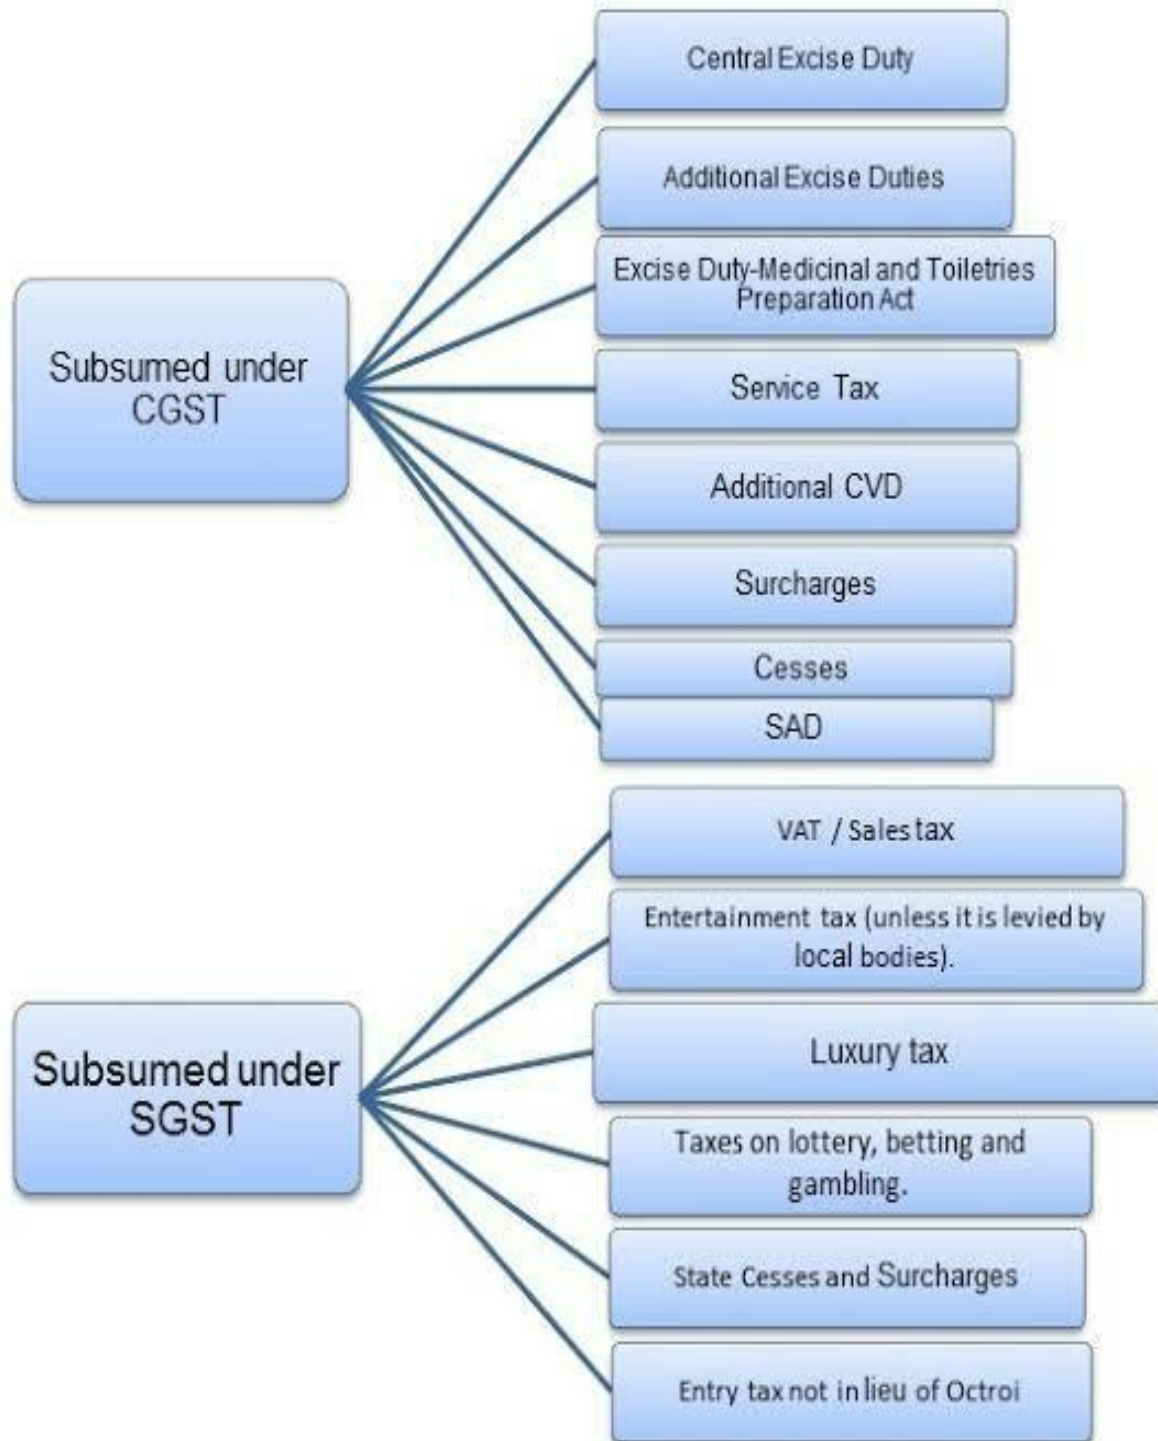 Subsumed under
CGST
Central Excise Duty
Additional Excise Duties
Excise Duty-Medicinal and Toiletries
Preparation Act
Service Tax
Additional CVD
Surcharges
Cesses
SAD
Subsumed under
SGST
VAT / Sales tax
Entertainment tax (unless it is levied by
local bodies).
Luxury tax
Taxes on lottery, betting and
gambling.
State Cesses and Surcharges
Entry tax not in lieu of Octroi